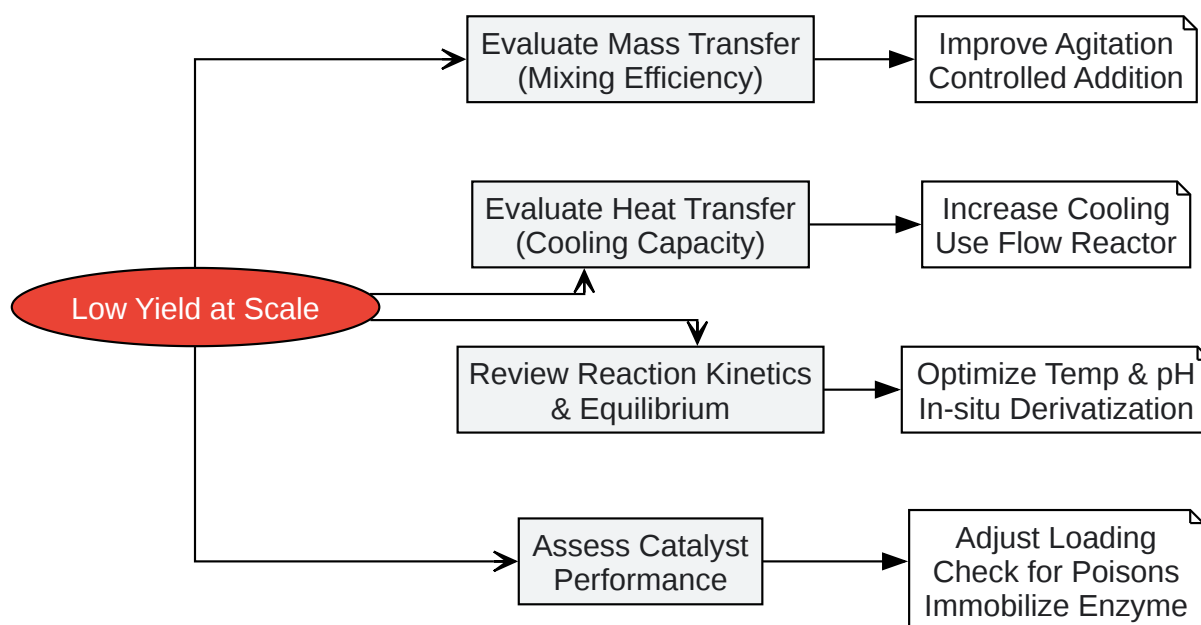 Evaluate Mass Transfer
(Mixing Efficiency)
Improve Agitation
Controlled Addition
Evaluate Heat Transfer
(Cooling Capacity)
Increase Cooling
Use Flow Reactor
Low Yield at Scale
Review Reaction Kinetics
& Equilibrium
Optimize Temp & pH
In-situ Derivatization
Assess Catalyst
Performance
Adjust Loading
Check for Poisons
Immobilize Enzyme